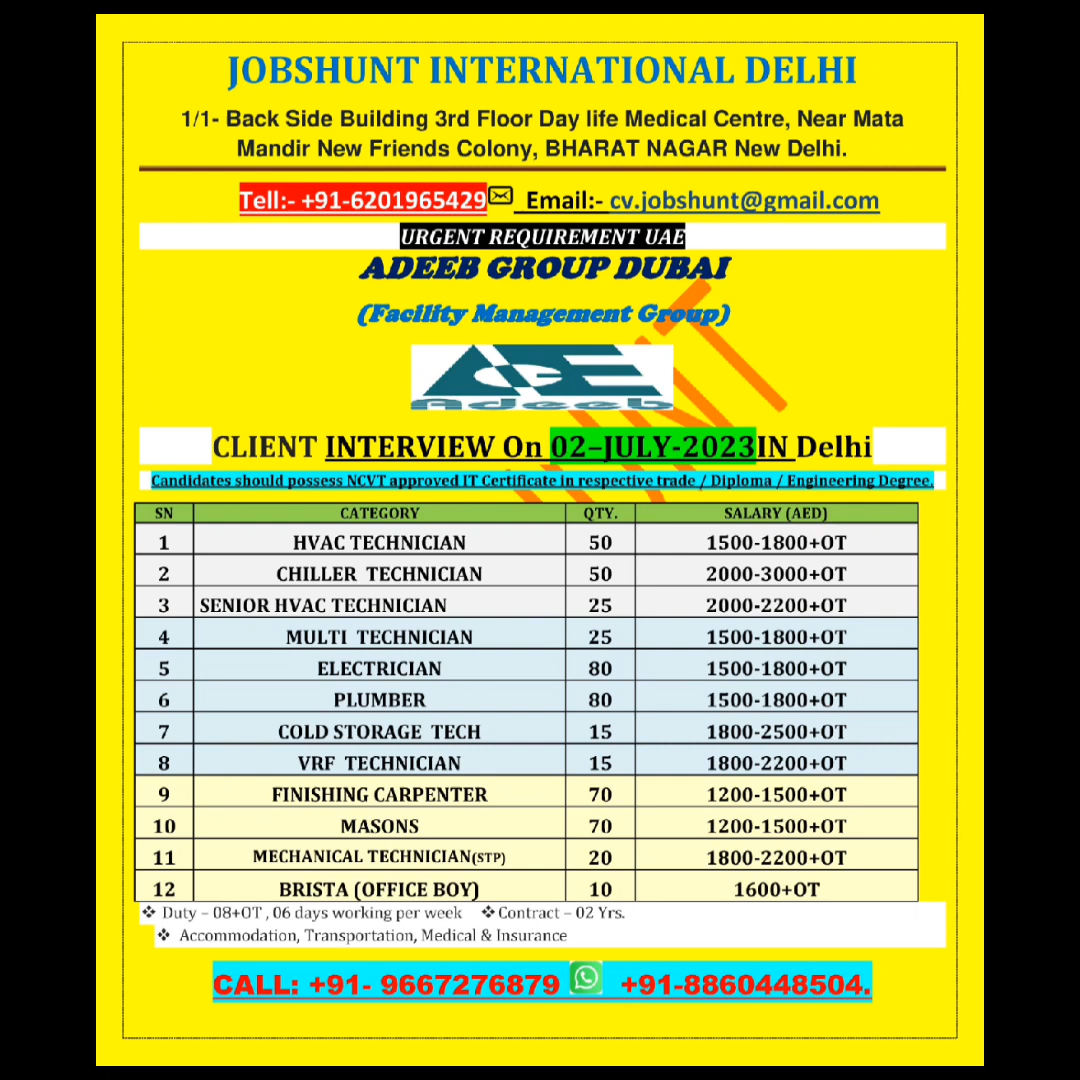 JOBSHUNT INTERNATIONAL DELHI
1/1- Back Side Building 3rd Floor Day life Medical Centre, Near Mata
Mandir New Friends Colony, BHARAT NAGAR New Delhi.
Tell:- +91-6201965429 Email:- cv.jobshunt@gmail.com
URGENT REQUIREMENT UAE
ADEEB GROUP DUBAI
(Facility Management Group)
Adeeb
CLIENT INTERVIEW On 02–JULY-2023IN Delhi
Candidates should possess NCVT approved IT Certificate in respective trade / Diploma / Engineering Degree.
SN CATEGORY QTY. SALARY (AED)
1 HVAC TECHNICIAN 50 1500-1800+OT
2 CHILLER TECHNICIAN 50 2000-3000+OT
3 SENIOR HVAC TECHNICIAN 25 2000-2200+OT
4 MULTI TECHNICIAN 25 1500-1800+OT
5 ELECTRICIAN 80 1500-1800+OT
6 PLUMBER 80 1500-1800+OT
7 COLD STORAGE TECH 15 1800-2500+OT
8 VRF TECHNICIAN 15 1800-2200+OT
9 FINISHING CARPENTER 70 1200-1500+OT
10 MASONS 70 1200-1500+OT
11 MECHANICAL TECHNICIAN(STP) 20 1800-2200+OT
12 BRISTA (OFFICE BOY) 10 1600+OT
❖ Duty – 08+OT , 06 days working per week ❖ Contract – 02 Yrs.
❖ Accommodation, Transportation, Medical & Insurance
CALL: +91- 9667276879 +91-8860448504.